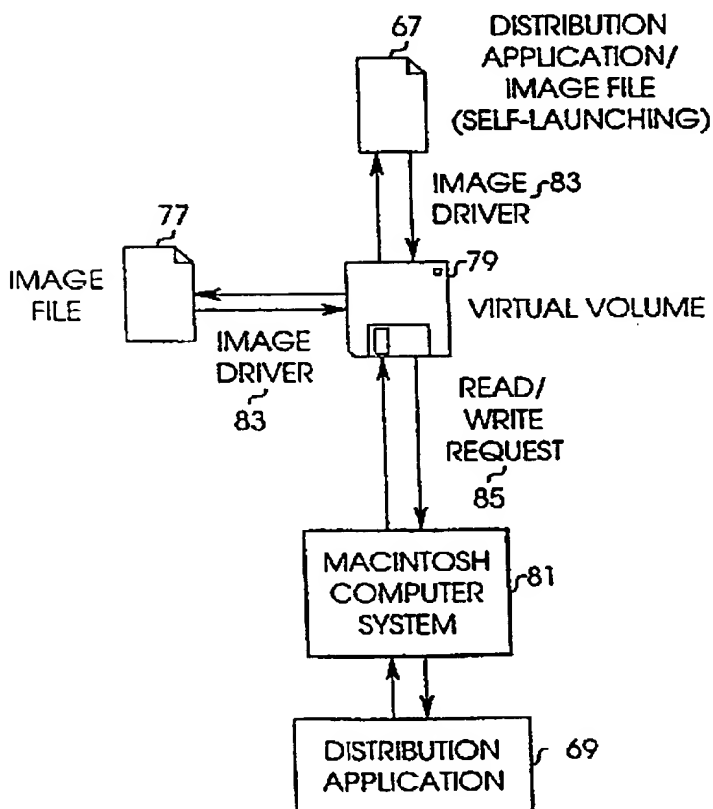 67
DISTRIBUTION
APPLICATION/
IMAGE FILE
(SELF-LAUNCHING)
IMAGE
DRIVER
83
77
IMAGE
FILE
79
VIRTUAL VOLUME
IMAGE
DRIVER
83
READ/
WRITE
REQUEST
85
MACINTOSH
COMPUTER
SYSTEM
81
DISTRIBUTION
APPLICATION
69